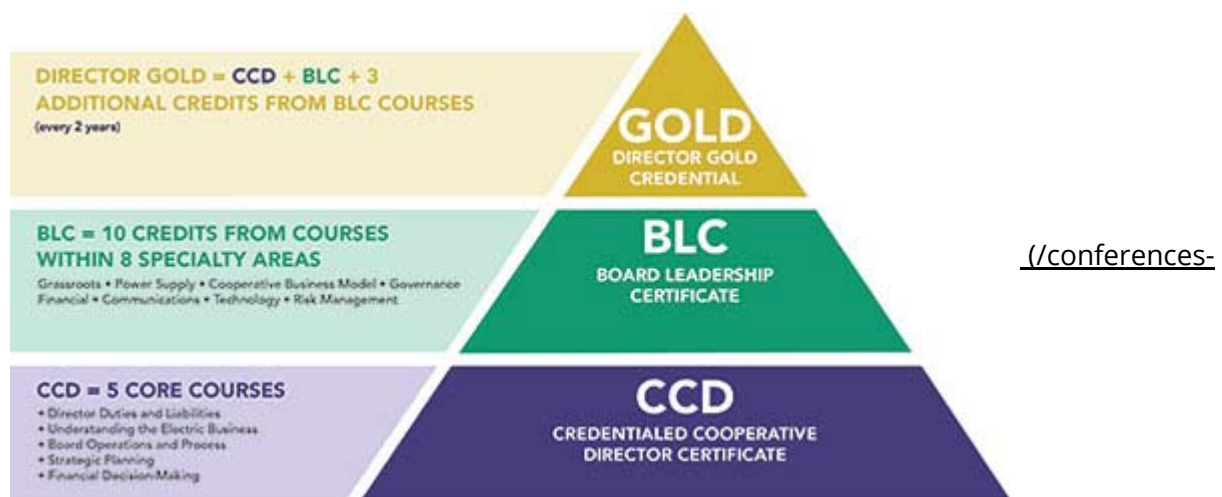 DIRECTOR GOLD = CCD + BLC + 3
ADDITIONAL CREDITS FROM BLC COURSES
(every 2 years)
GOLD
DIRECTOR GOLD
CREDENTIAL
BLC = 10 CREDITS FROM COURSES
WITHIN 8 SPECIALTY AREAS
Grassroots • Power Supply • Cooperative Business Model • Governance
Financial • Communications • Technology • Risk Management
BLC
BOARD LEADERSHIP
CERTIFICATE
(/conferences-
CCD = 5 CORE COURSES
• Director Duties and Liabilities
• Understanding the Electric Business
• Board Operations and Process
• Strategic Planning
• Financial Decision-Making
CCD
CREDENTIALED COOPERATIVE
DIRECTOR CERTIFICATE